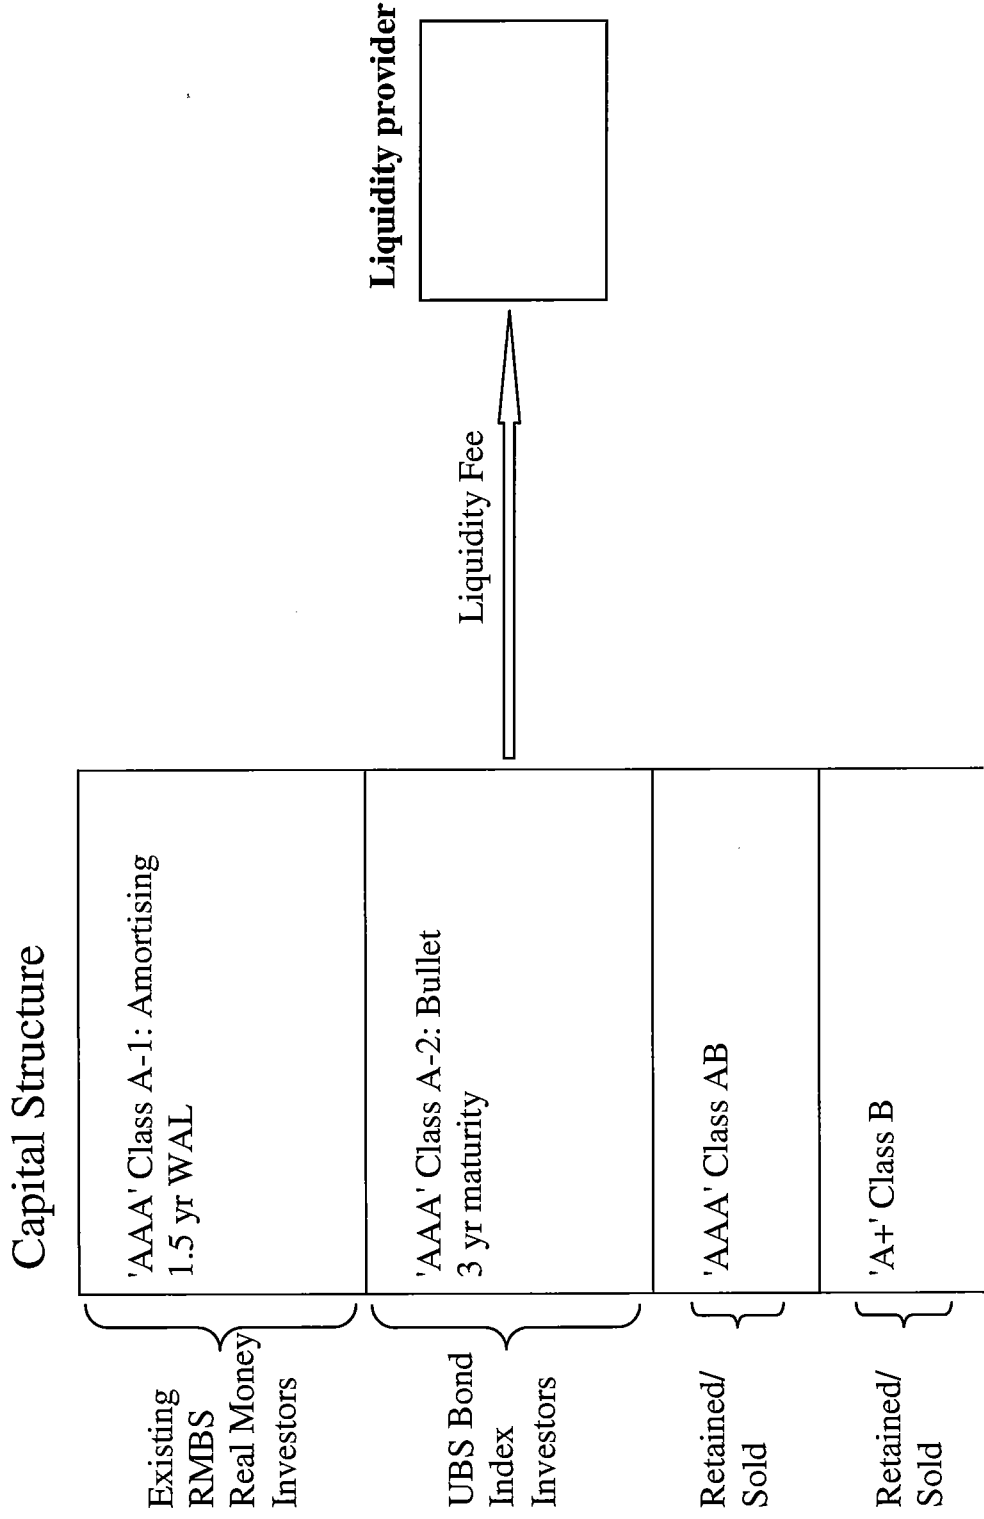 Capital Structure
Existing
RMBS
Real Money
Investors
'AAA' Class A-1: Amortising
1.5 yr WAL
UBS Bond
Index
Investors
'AAA' Class A-2: Bullet
3 yr maturity
Retained/
Sold
'AAA' Class AB
Retained/
Sold
'A+' Class B
Liquidity Fee
Liquidity provider